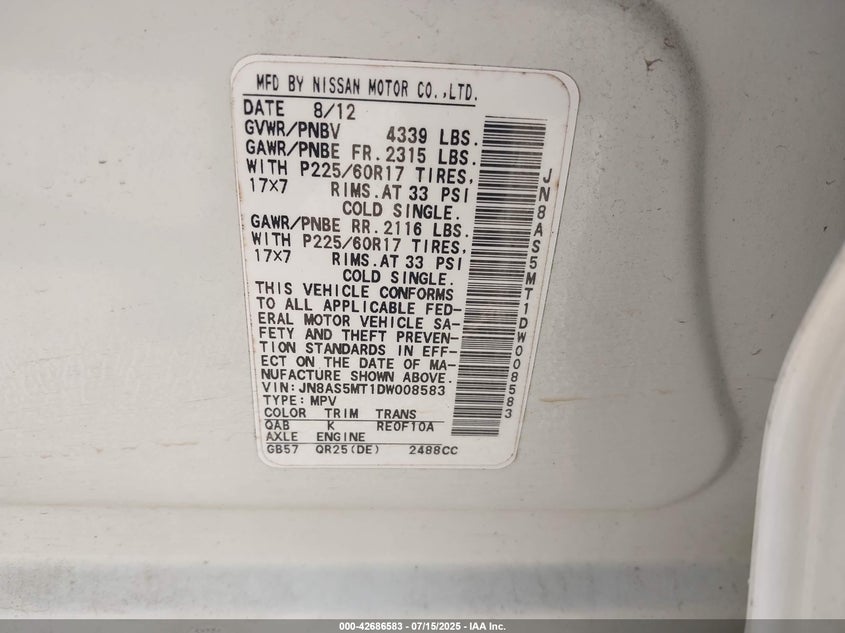 MFD BY NISSAN MOTOR CO.,LTD.
DATE 8/12
GVWR/PNBV 4339 LBS.
GAWR/PNBE FR.2315 LBS.
WITH P225/60R17 TIRES,
17×7 RIMS.AT 33 PSI
COLD SINGLE.
GAWR/PNBE RR.2116 LBS.
WITH P225/60R17 TIRES,
17×7 RIMS.AT 33 PSI
COLD SINGLE.
THIS VEHICLE CONFORMS
TO ALL APPLICABLE FED-
ERAL MOTOR VEHICLE SA-
FETY AND THEFT PREVEN-
TION STANDARDS IN EFF-
ECT ON THE DATE OF MA-
NUFACTURE SHOWN ABOVE.
VIN:JN8AS5MT1DW008583
TYPE:MPV
COLOR TRIM TRANS
QAB K RE0F10A
AXLE ENGINE
GB57 QR25(DE) 2488CC
JN8AS5MT1DW008583
000-42686583 - 07/15/2025 - IAA Inc.